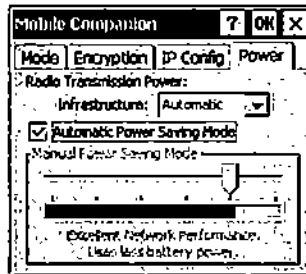 Mobile Companion ? OK X
Mode Encryption IP Config Power
Radio Transmission Power:
Infrastructure: Automatic
Automatic Power Saving Mode
Manual Power Saving Mode
Excellent Network Performance.
Uses less battery power.